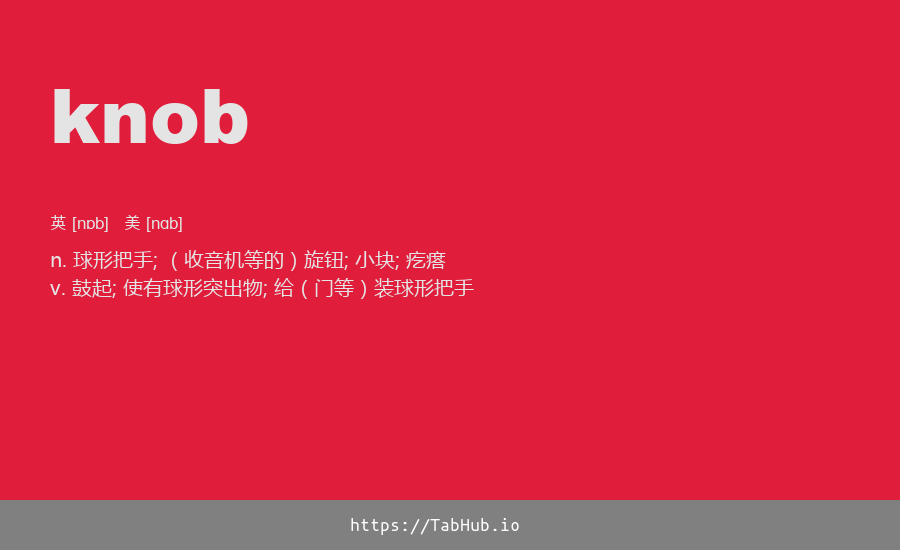 knob
英 [nɒb] 美 [nɑb]
n. 球形把手; （收音机等的）旋钮; 小块; 疙瘩
v. 鼓起; 使有球形突出物; 给（门等）装球形把手
https://TabHub.io